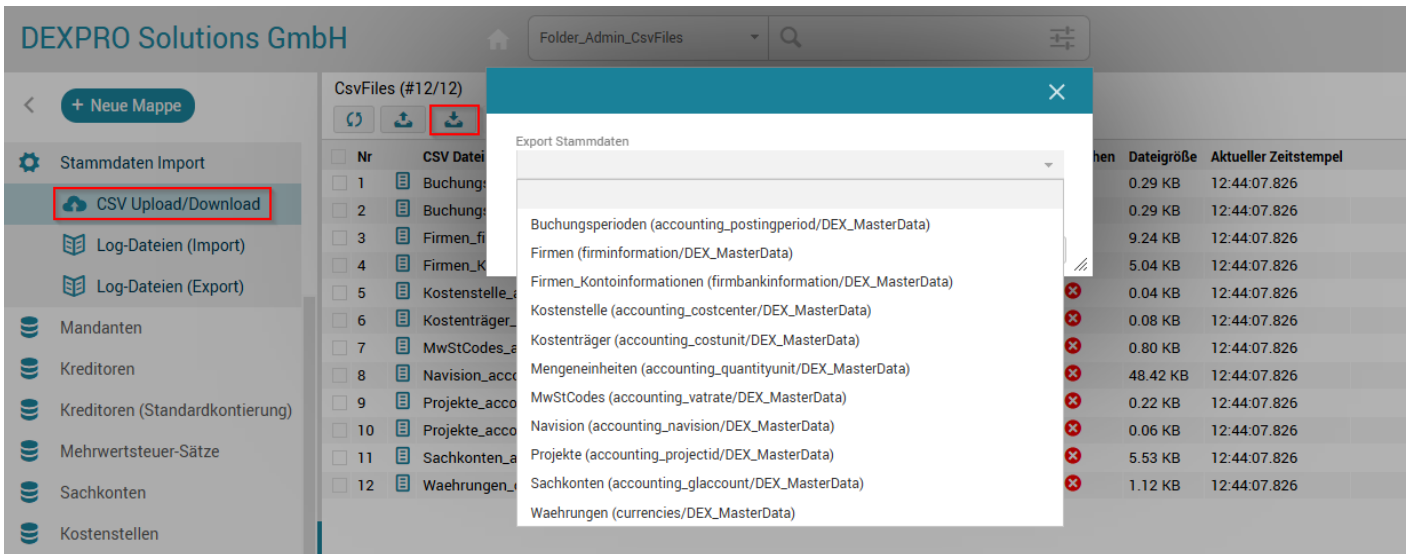 DEXPRO Solutions GmbH
Folder_Admin_CsvFiles
+ Neue Mappe
Stammdaten Import
CSV Upload/Download
Log-Dateien (Import)
Log-Dateien (Export)
Mandanten
Kreditoren
Kreditoren (Standardkontierung)
Mehrwertsteuer-Sätze
Sachkonten
Kostenstellen
CsvFiles (#12/12)
Nr CSV Datei hen Dateigröße Aktueller Zeitstempel
1 Buchungs 0.29 KB 12:44:07.826
2 Buchungs 0.29 KB 12:44:07.826
3 Firmen_fi 9.24 KB 12:44:07.826
4 Firmen_K 5.04 KB 12:44:07.826
5 Kostenstelle_a 0.04 KB 12:44:07.826
6 Kostenträger_ 0.08 KB 12:44:07.826
7 MwStCodes_a 0.80 KB 12:44:07.826
8 Navision_acco 48.42 KB 12:44:07.826
9 Projekte_acco 0.22 KB 12:44:07.826
10 Projekte_acco 0.06 KB 12:44:07.826
11 Sachkonten_a 5.53 KB 12:44:07.826
12 Waehrungen_ 1.12 KB 12:44:07.826
Export Stammdaten
Buchungsperioden (accounting_postingperiod/DEX_MasterData)
Firmen (firminformation/DEX_MasterData)
Firmen_Kontoinformationen (firmbankinformation/DEX_MasterData)
Kostenstelle (accounting_costcenter/DEX_MasterData)
Kostenträger (accounting_costunit/DEX_MasterData)
Mengeneinheiten (accounting_quantityunit/DEX_MasterData)
MwStCodes (accounting_vatrate/DEX_MasterData)
Navision (accounting_navision/DEX_MasterData)
Projekte (accounting_projectid/DEX_MasterData)
Sachkonten (accounting_glaccount/DEX_MasterData)
Waehrungen (currencies/DEX_MasterData)